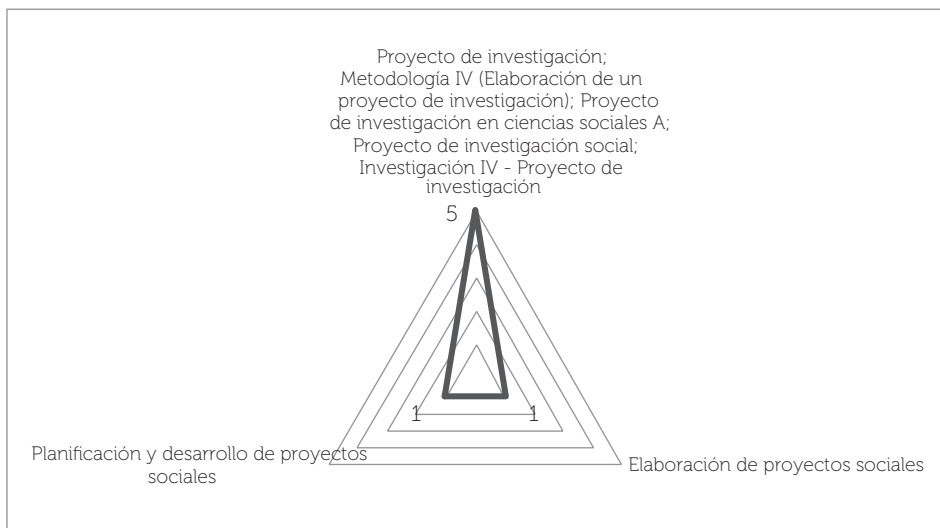 Proyecto de investigación;
Metodología IV (Elaboración de un
proyecto de investigación); Proyecto
de investigación en ciencias sociales A;
Proyecto de investigación social;
Investigación IV - Proyecto de
investigación
5
1
1
Planificación y desarrollo de proyectos
sociales
Elaboración de proyectos sociales